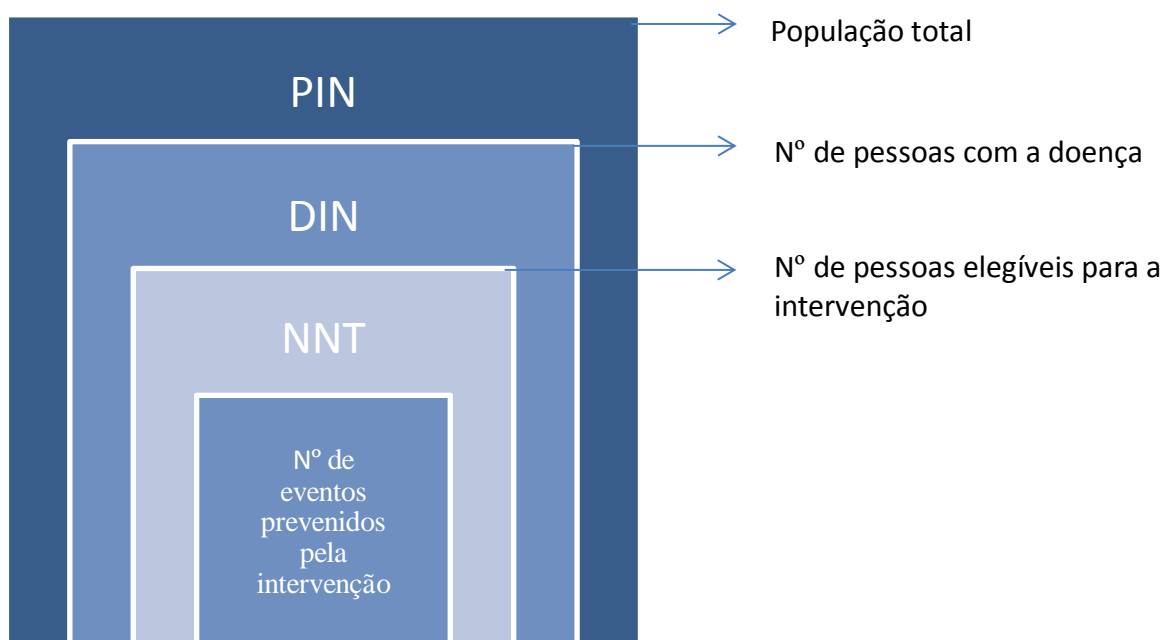 População total
PIN
Nº de pessoas com a doença
DIN
Nº de pessoas elegíveis para a
intervenção
NNT
Nº de
eventos
prevenidos
pela
intervenção